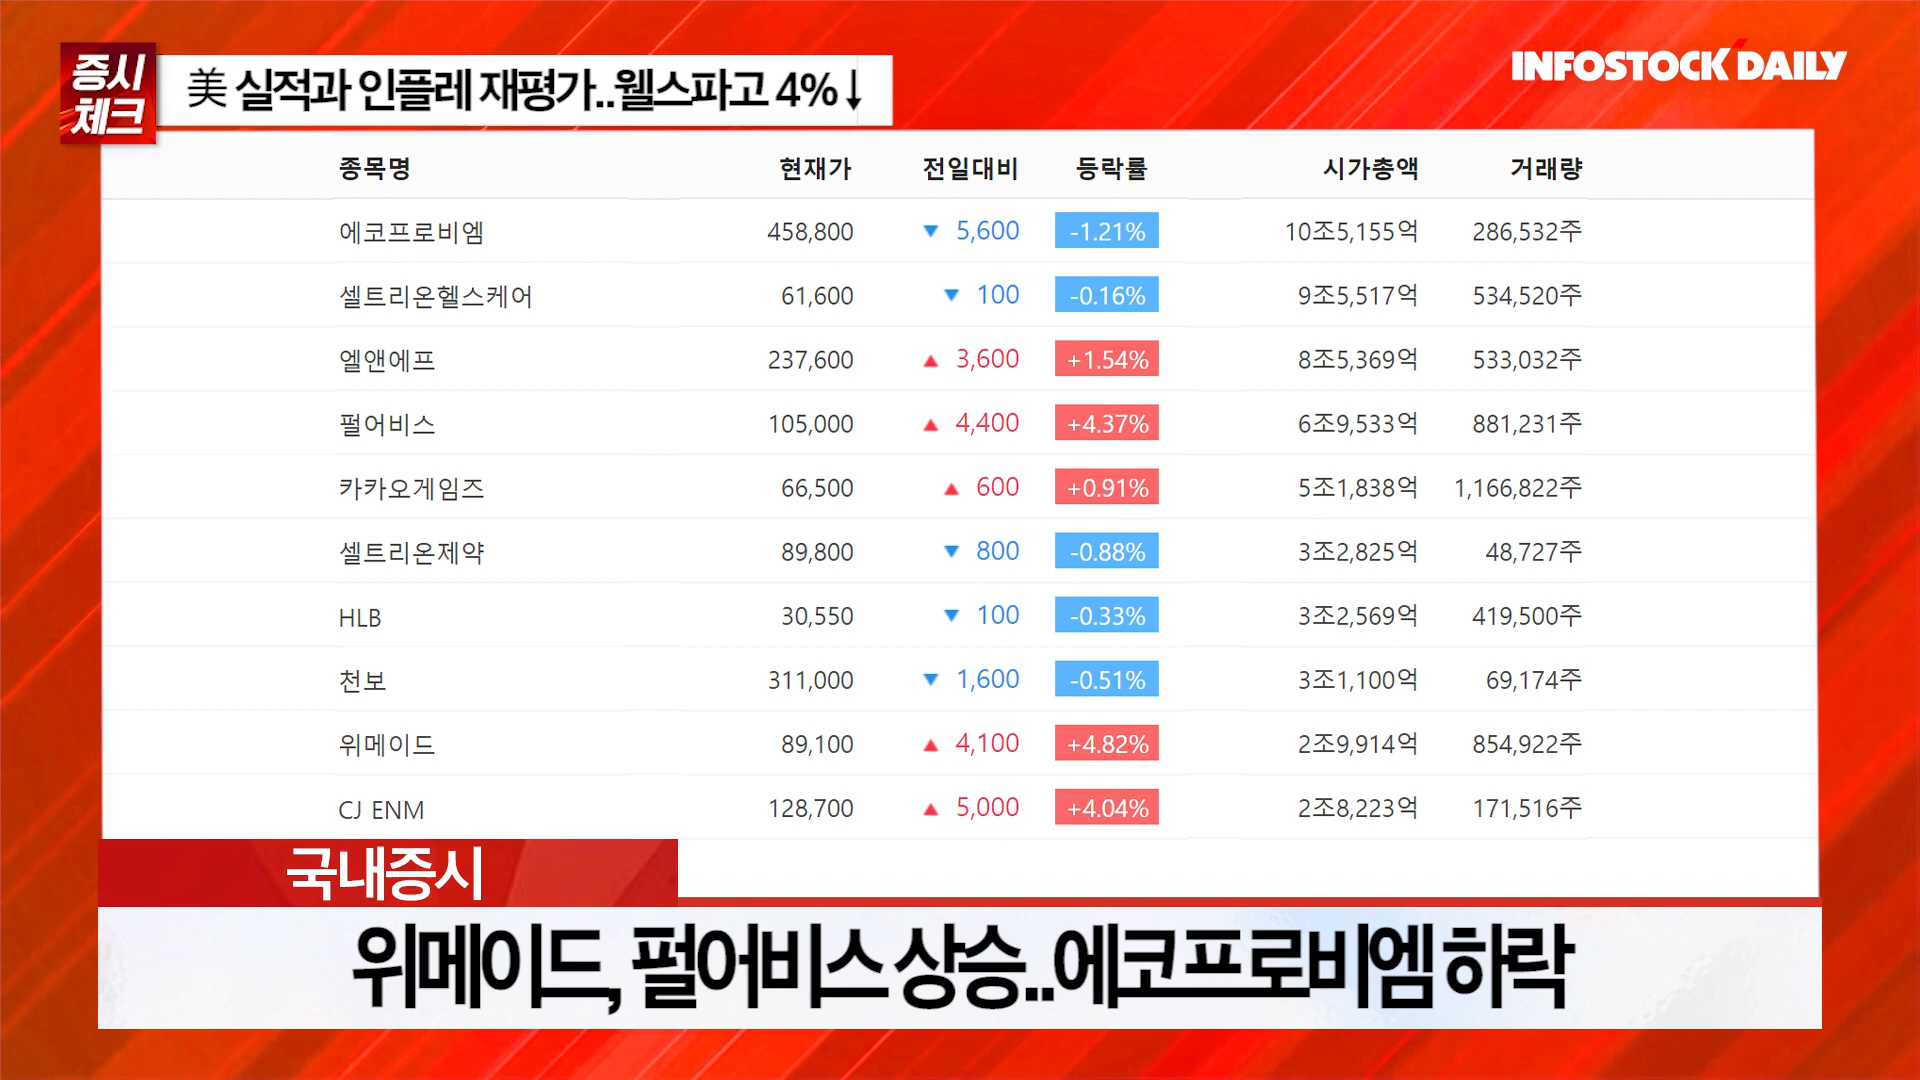 증시
체크
美 실적과 인플레 재평가..웰스파고 4%↓
INFOSTOCK DAILY
종목명 현재가 전일대비 등락률 시가총액 거래량
에코프로비엠 458,800 ▼ 5,600 -1.21% 10조5,155억 286,532주
셀트리온헬스케어 61,600 ▼ 100 -0.16% 9조5,517억 534,520주
엘앤에프 237,600 ▲ 3,600 +1.54% 8조5,369억 533,032주
펄어비스 105,000 ▲ 4,400 +4.37% 6조9,533억 881,231주
카카오게임즈 66,500 ▲ 600 +0.91% 5조1,838억 1,166,822주
셀트리온제약 89,800 ▼ 800 -0.88% 3조2,825억 48,727주
HLB 30,550 ▼ 100 -0.33% 3조2,569억 419,500주
천보 311,000 ▼ 1,600 -0.51% 3조1,100억 69,174주
위메이드 89,100 ▲ 4,100 +4.82% 2조9,914억 854,922주
CJ ENM 128,700 ▲ 5,000 +4.04% 2조8,223억 171,516주
국내증시
위메이드, 펄어비스 상승..에코프로비엠 하락